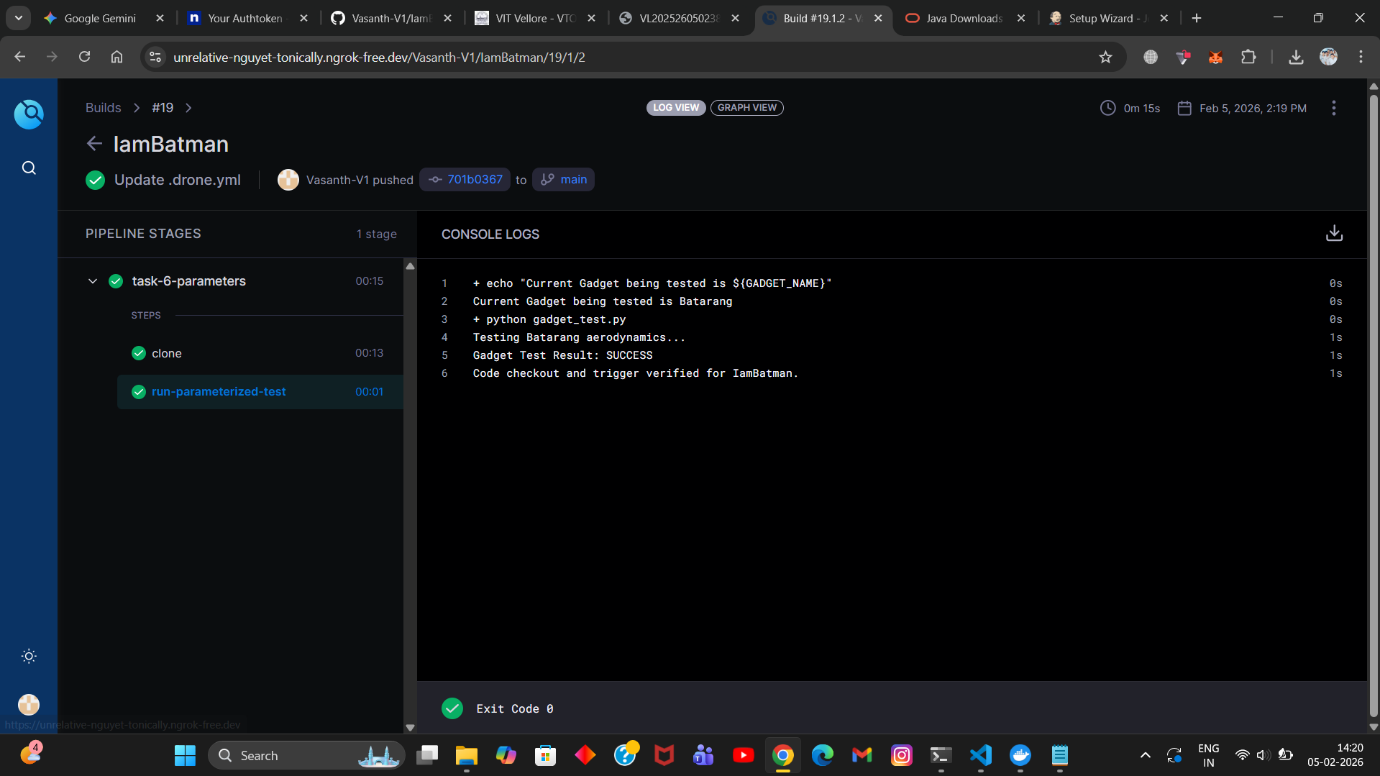 Google Gemini
Your Authtoken
Vasanth-V1/Iaml
VIT Vellore - VTO
VL202526050238
Build #19.1.2 - V
Java Downloads
Setup Wizard - J
unrelative-nguyet-tonically.ngrok-free.dev/Vasanth-V1/IamBatman/19/1/2
Builds > #19 >
LOG VIEW GRAPH VIEW
0m 15s Feb 5, 2026, 2:19 PM
IamBatman
Update .drone.yml Vasanth-V1 pushed 701b0367 to main
PIPELINE STAGES 1 stage
task-6-parameters 00:15
STEPS
clone 00:13
run-parameterized-test 00:01
CONSOLE LOGS
1 + echo "Current Gadget being tested is ${GADGET_NAME}" 0s
2 Current Gadget being tested is Batarang 0s
3 + python gadget_test.py 0s
4 Testing Batarang aerodynamics... 1s
5 Gadget Test Result: SUCCESS 1s
6 Code checkout and trigger verified for IamBatman. 1s
Exit Code 0
https://unrelative-nguyet-tonically.ngrok-free.dev
4
Search
ENG
IN
14:20
05-02-2026